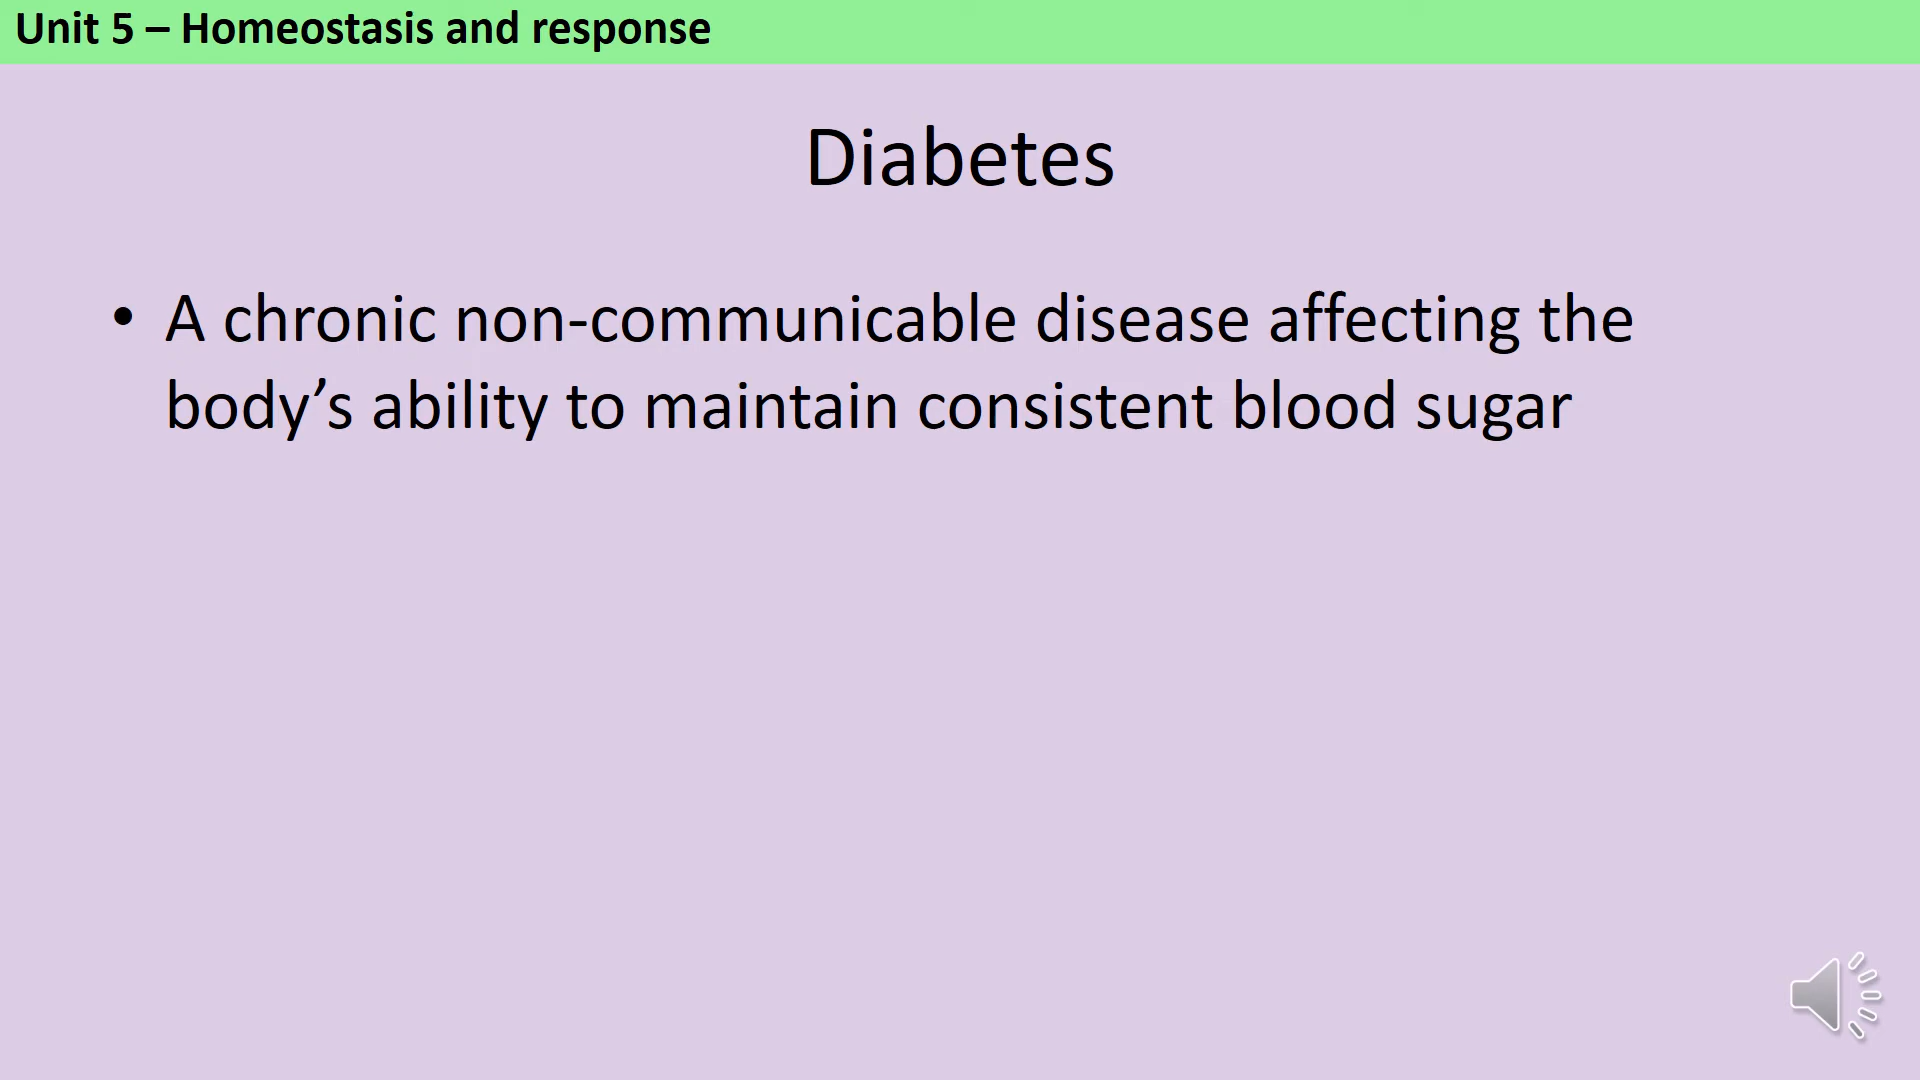 Unit 5 – Homeostasis and response
Diabetes
• A chronic non-communicable disease affecting the
body’s ability to maintain consistent blood sugar